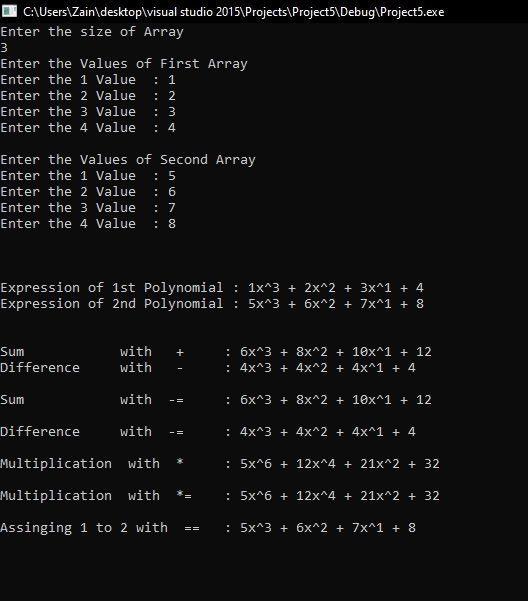 C:\Users\Zain\desktop\visual studio 2015\Projects\Project5\Debug\Project5.exe
Enter the size of Array
3
Enter the Values of First Array
Enter the 1 Value  : 1
Enter the 2 Value  : 2
Enter the 3 Value  : 3
Enter the 4 Value  : 4
Enter the Values of Second Array
Enter the 1 Value  : 5
Enter the 2 Value  : 6
Enter the 3 Value  : 7
Enter the 4 Value  : 8
Expression of 1st Polynomial : 1x^3 + 2x^2 + 3x^1 + 4
Expression of 2nd Polynomial : 5x^3 + 6x^2 + 7x^1 + 8
Sum            with   +     : 6x^3 + 8x^2 + 10x^1 + 12
Difference     with   -     : 4x^3 + 4x^2 + 4x^1 + 4
Sum            with  -=     : 6x^3 + 8x^2 + 10x^1 + 12
Difference     with  -=     : 4x^3 + 4x^2 + 4x^1 + 4
Multiplication  with  *     : 5x^6 + 12x^4 + 21x^2 + 32
Multiplication  with  *=    : 5x^6 + 12x^4 + 21x^2 + 32
Assinging 1 to 2 with  ==   : 5x^3 + 6x^2 + 7x^1 + 8